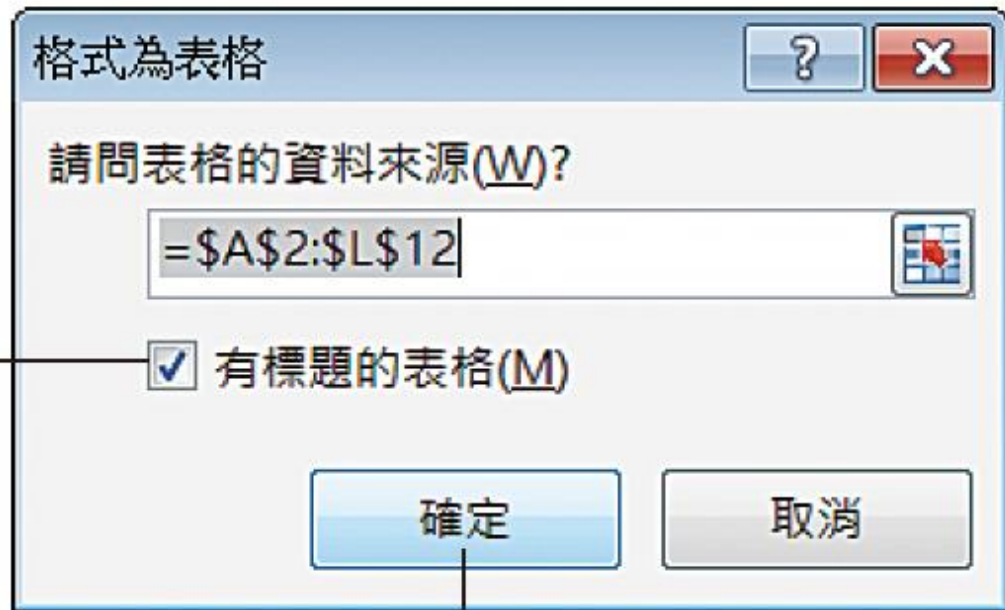 格式為表格
請問表格的資料來源(W)?
=$A$2:$L$12
有標題的表格(M)
確定
取消